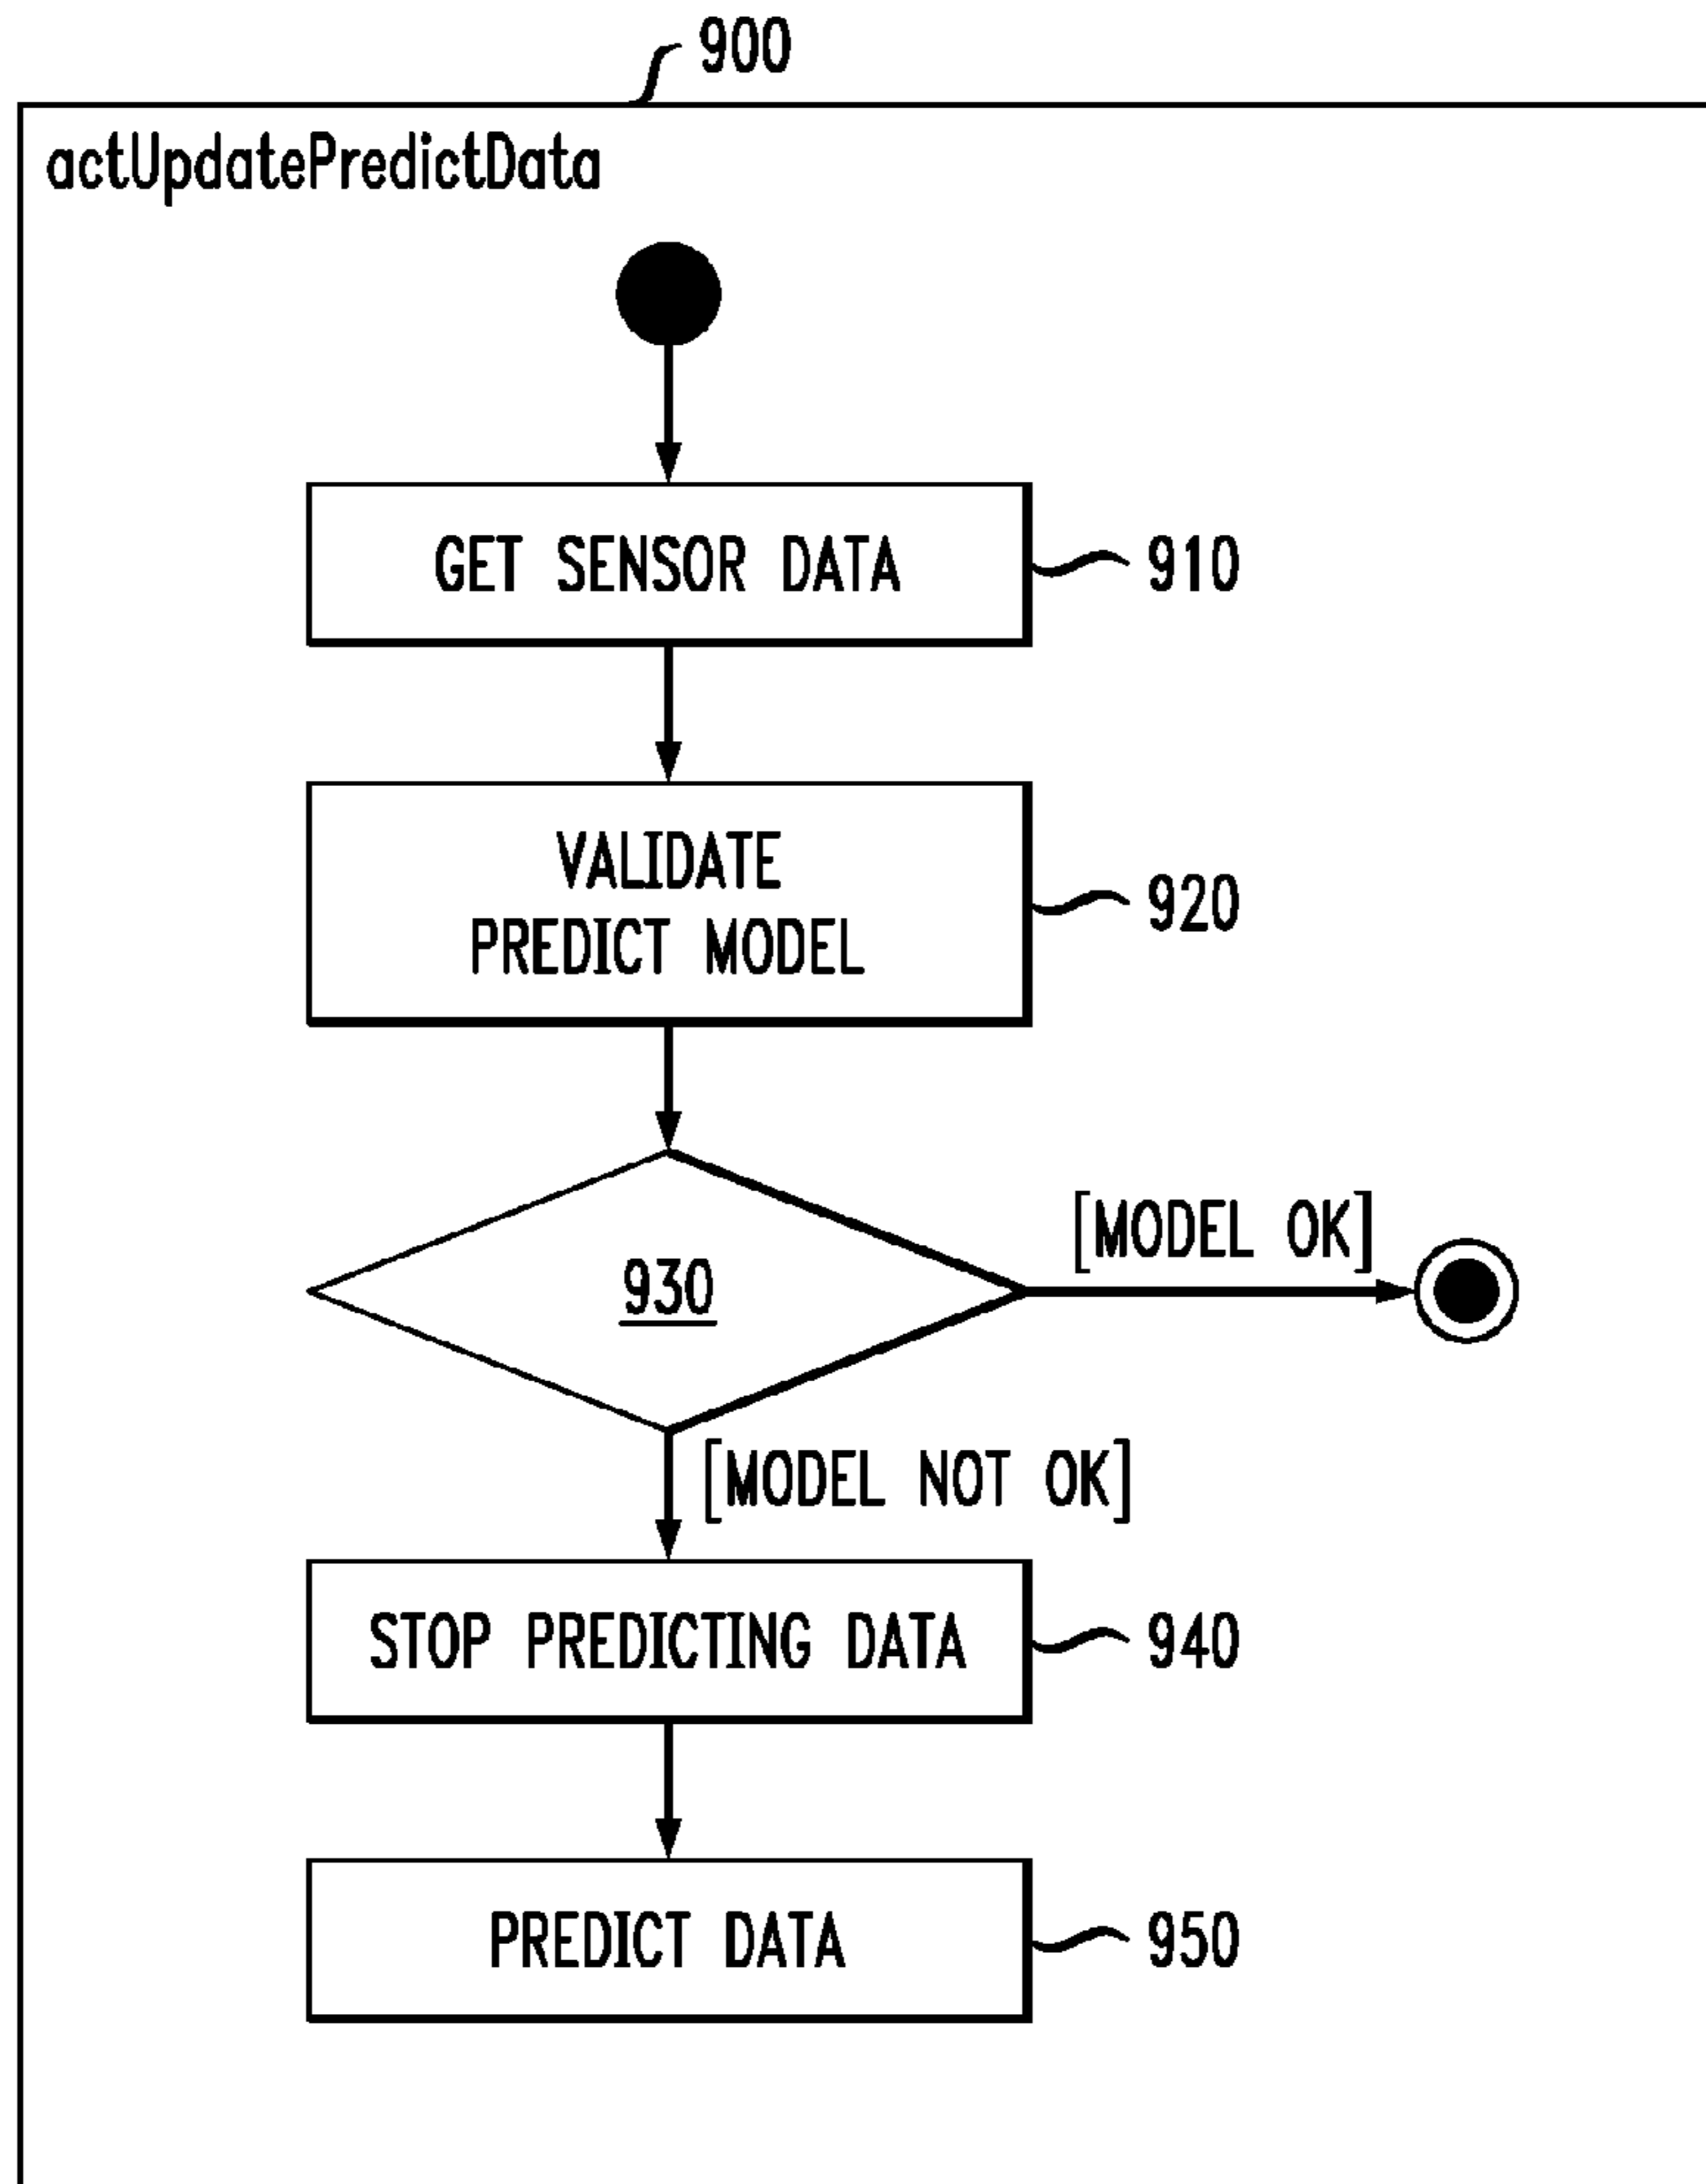 900
actUpdatePredictData
GET SENSOR DATA
910
VALIDATE
PREDICT MODEL
920
930
[MODEL OK]
[MODEL NOT OK]
STOP PREDICTING DATA
940
PREDICT DATA
950